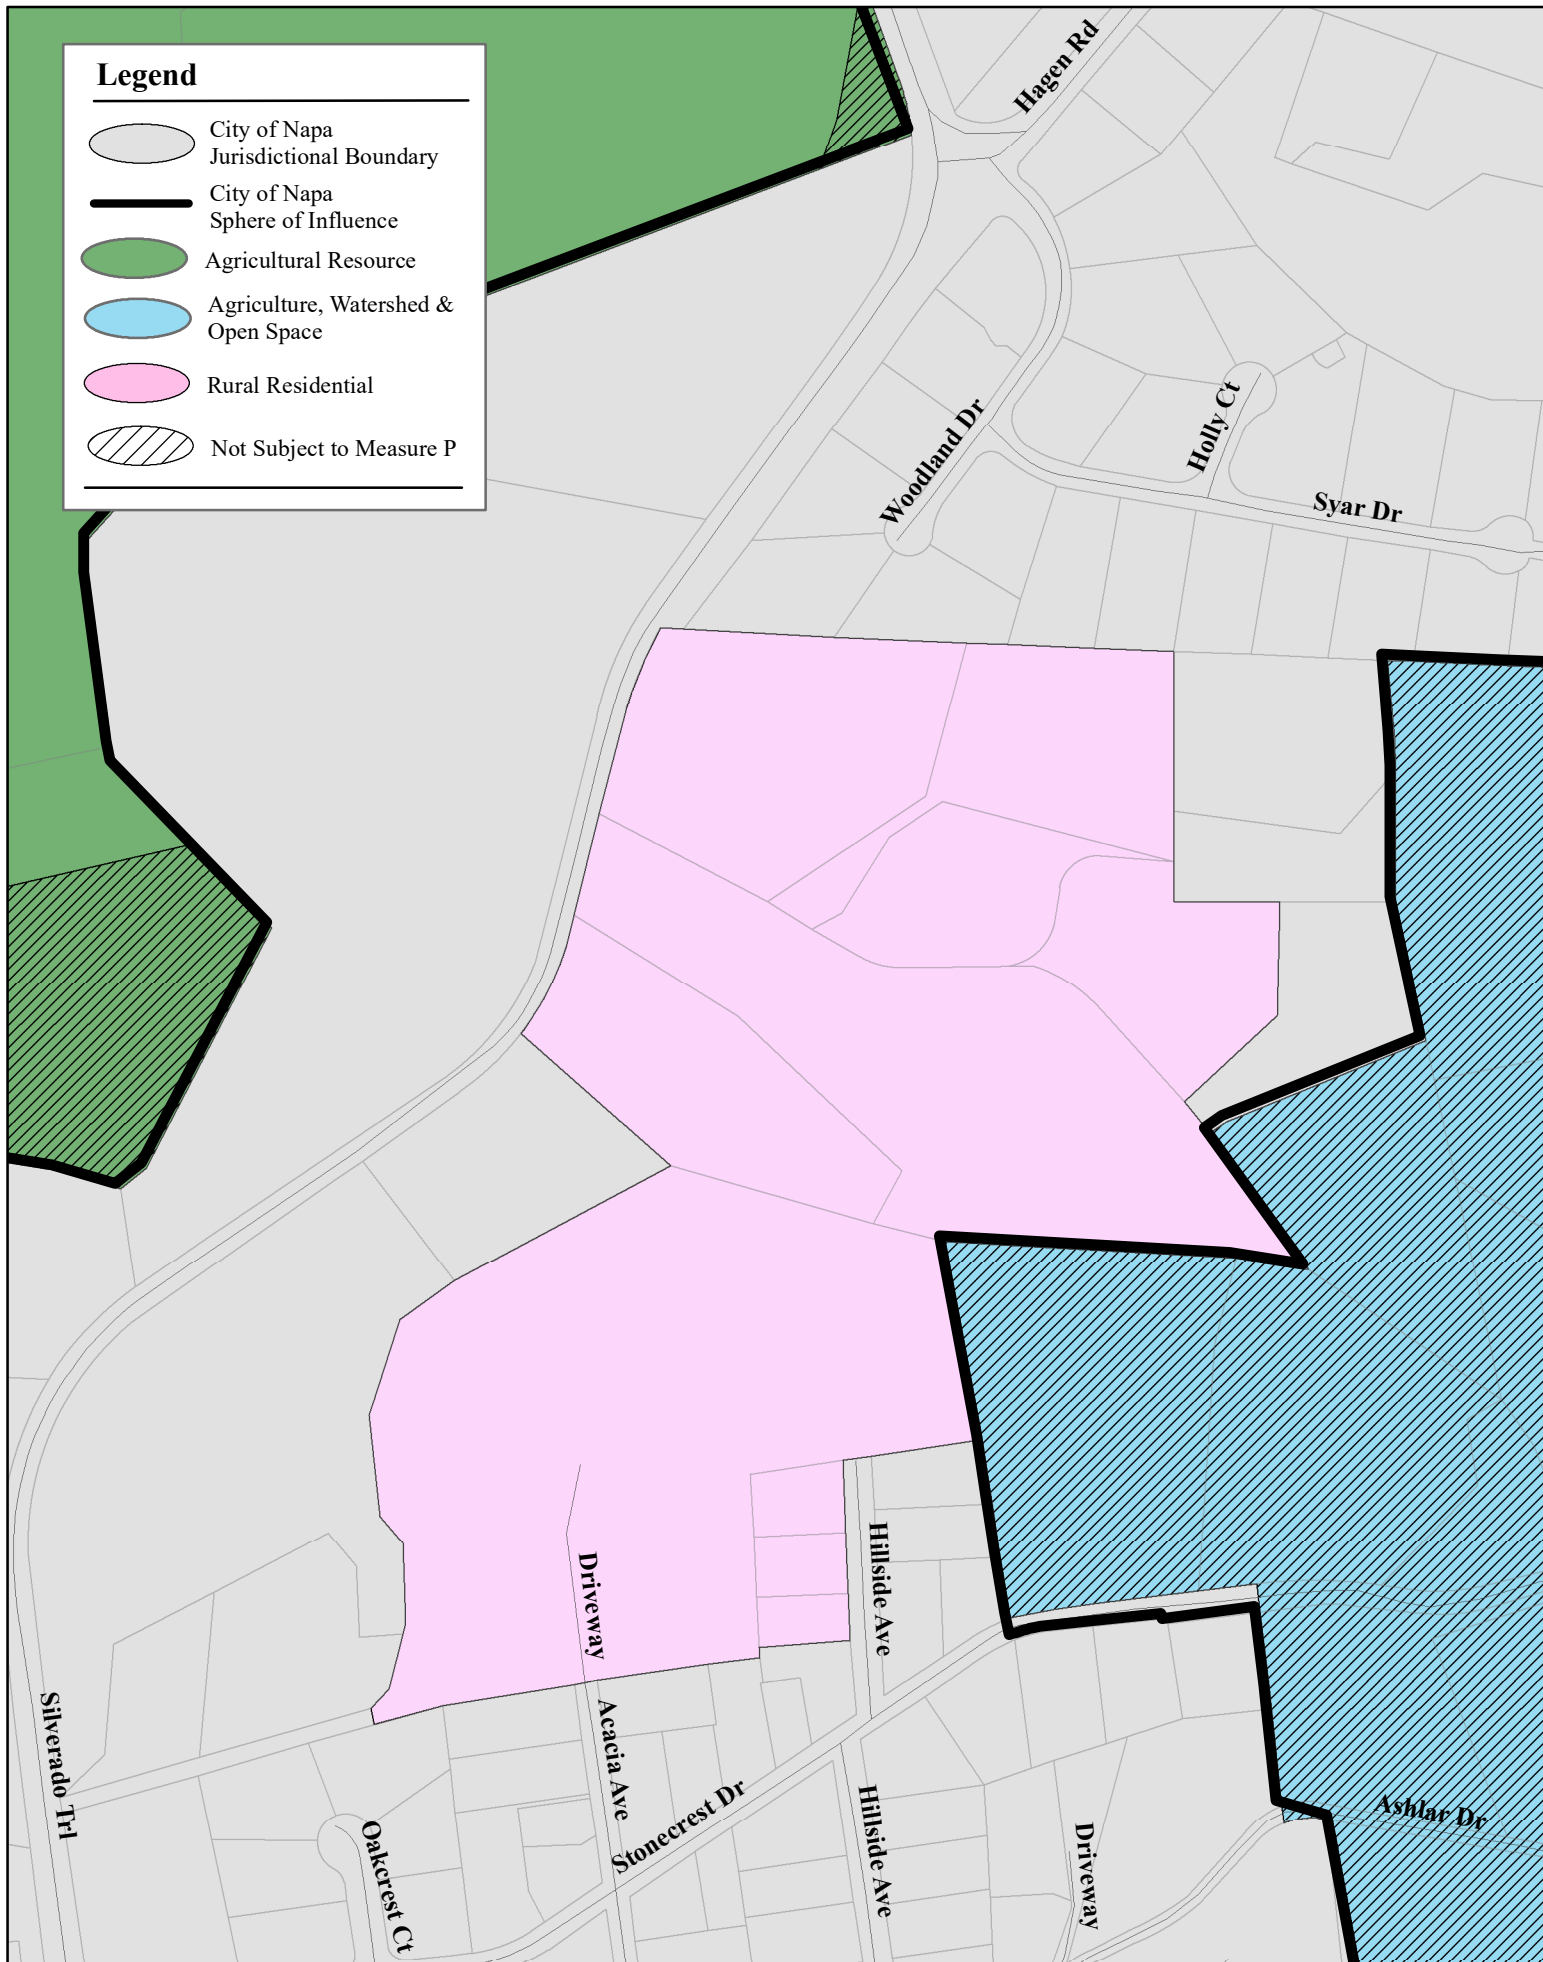 Legend
City of Napa
Jurisdictional Boundary
City of Napa
Sphere of Influence
Agricultural Resource
Agriculture, Watershed &
Open Space
Rural Residential
Not Subject to Measure P
Hagen Rd
Holly Ct
Woodland Dr
Syar Dr
Hillside Ave
Driveway
Silverado Trl
Acacia Ave
Stonecrest Dr
Hillside Ave
Ashlar Dr
Oakcrest Ct
Driveway